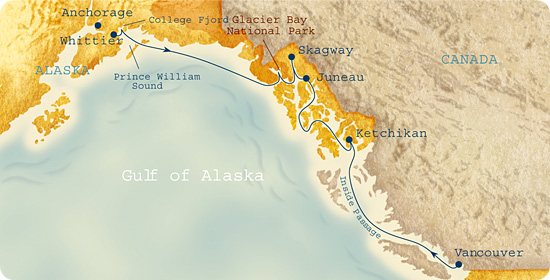 Anchorage
College Fjord
Glacier Bay
National Park
Whittier
Skagway
ALASKA
CANADA
Prince William
Sound
Juneau
Ketchikan
Gulf of Alaska
Inside Passage
Vancouver